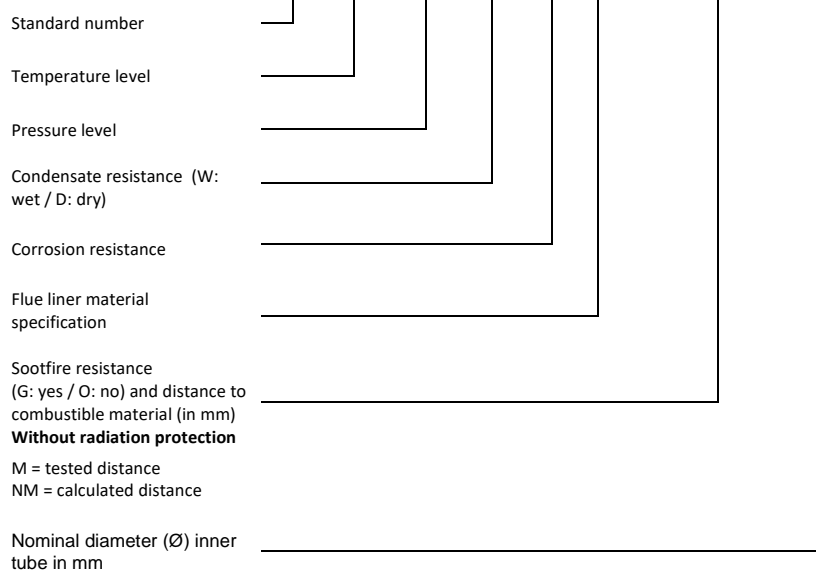 Standard number
Temperature level
Pressure level
Condensate resistance  (W:
wet / D: dry)
Corrosion resistance
Flue liner material
specification
Sootfire resistance
(G: yes / O: no) and distance to
combustible material (in mm)
Without radiation protection
M = tested distance
NM = calculated distance
Nominal diameter (Ø) inner
tube in mm